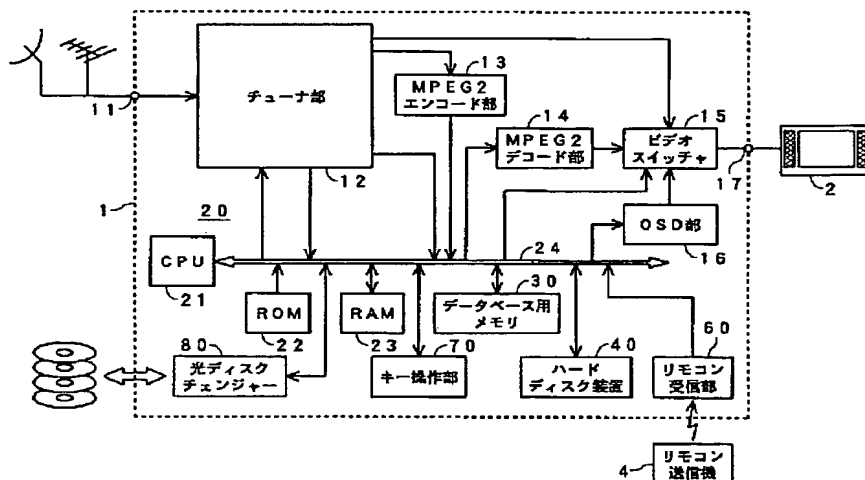 13
MPEG2
エンコード部
チューナ部
14
15
11
MPEG2
デコード部
ビデオ
スイッチャ
17
2
12
1
20
OSD部
16
CPU
21
24
30
ROM
22
RAM
23
データベース用
メモリ
80
70
40
60
光ディスク
チェンジャー
キー操作部
ハード
ディスク装置
リモコン
受信部
4
リモコン
送信機